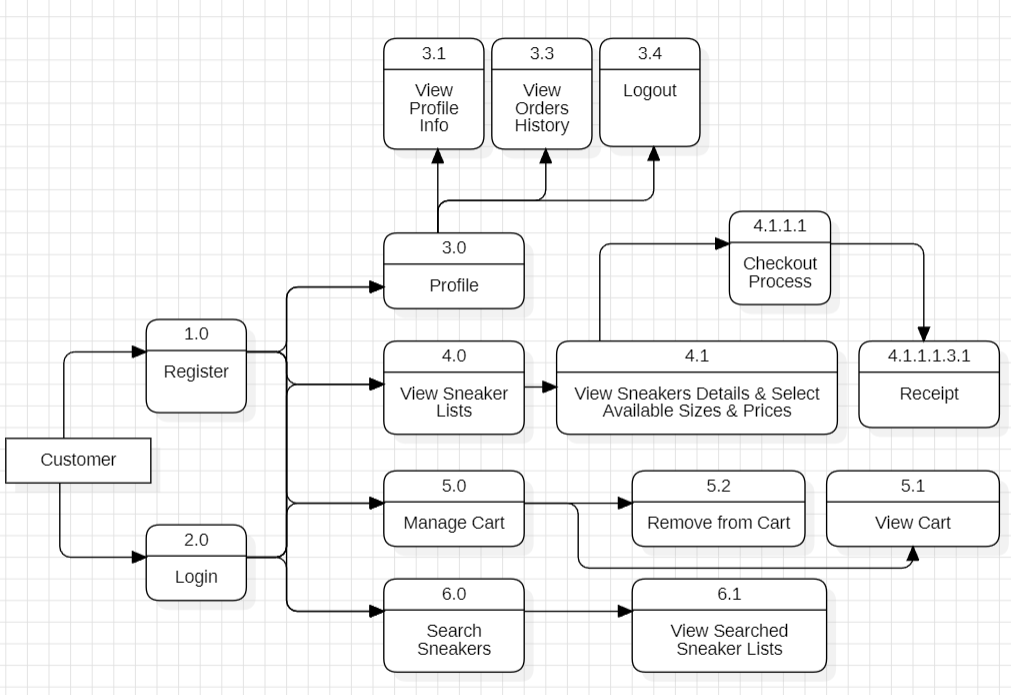 3.1
View
Profile
Info
3.3
View
Orders
History
3.4
Logout
3.0
Profile
4.1.1.1
Checkout
Process
1.0
Register
4.0
View Sneaker
Lists
4.1
View Sneakers Details & Select
Available Sizes & Prices
4.1.1.1.3.1
Receipt
Customer
5.0
Manage Cart
5.2
Remove from Cart
5.1
View Cart
2.0
Login
6.0
Search
Sneakers
6.1
View Searched
Sneaker Lists